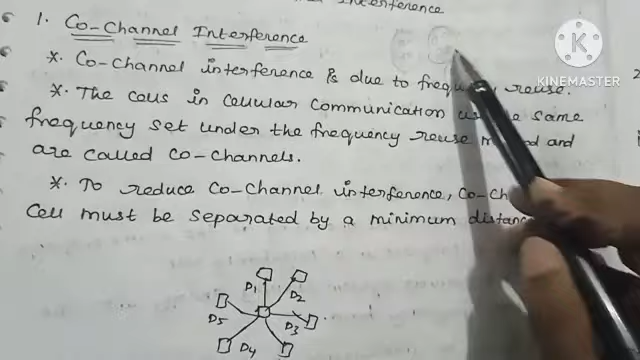 Interference
1. Co-Channel Interference
*. Co-Channel interference is due to frequ reuse.
*. The cells in cellular communication same
frequency set under the frequency reuse and
are called Co-channels.
*. To reduce Co-Channel interference, Co-Ch
Cell must be separated by a minimum distan
D1
D2
D5
D3
D4
K
KINEMASTER
2